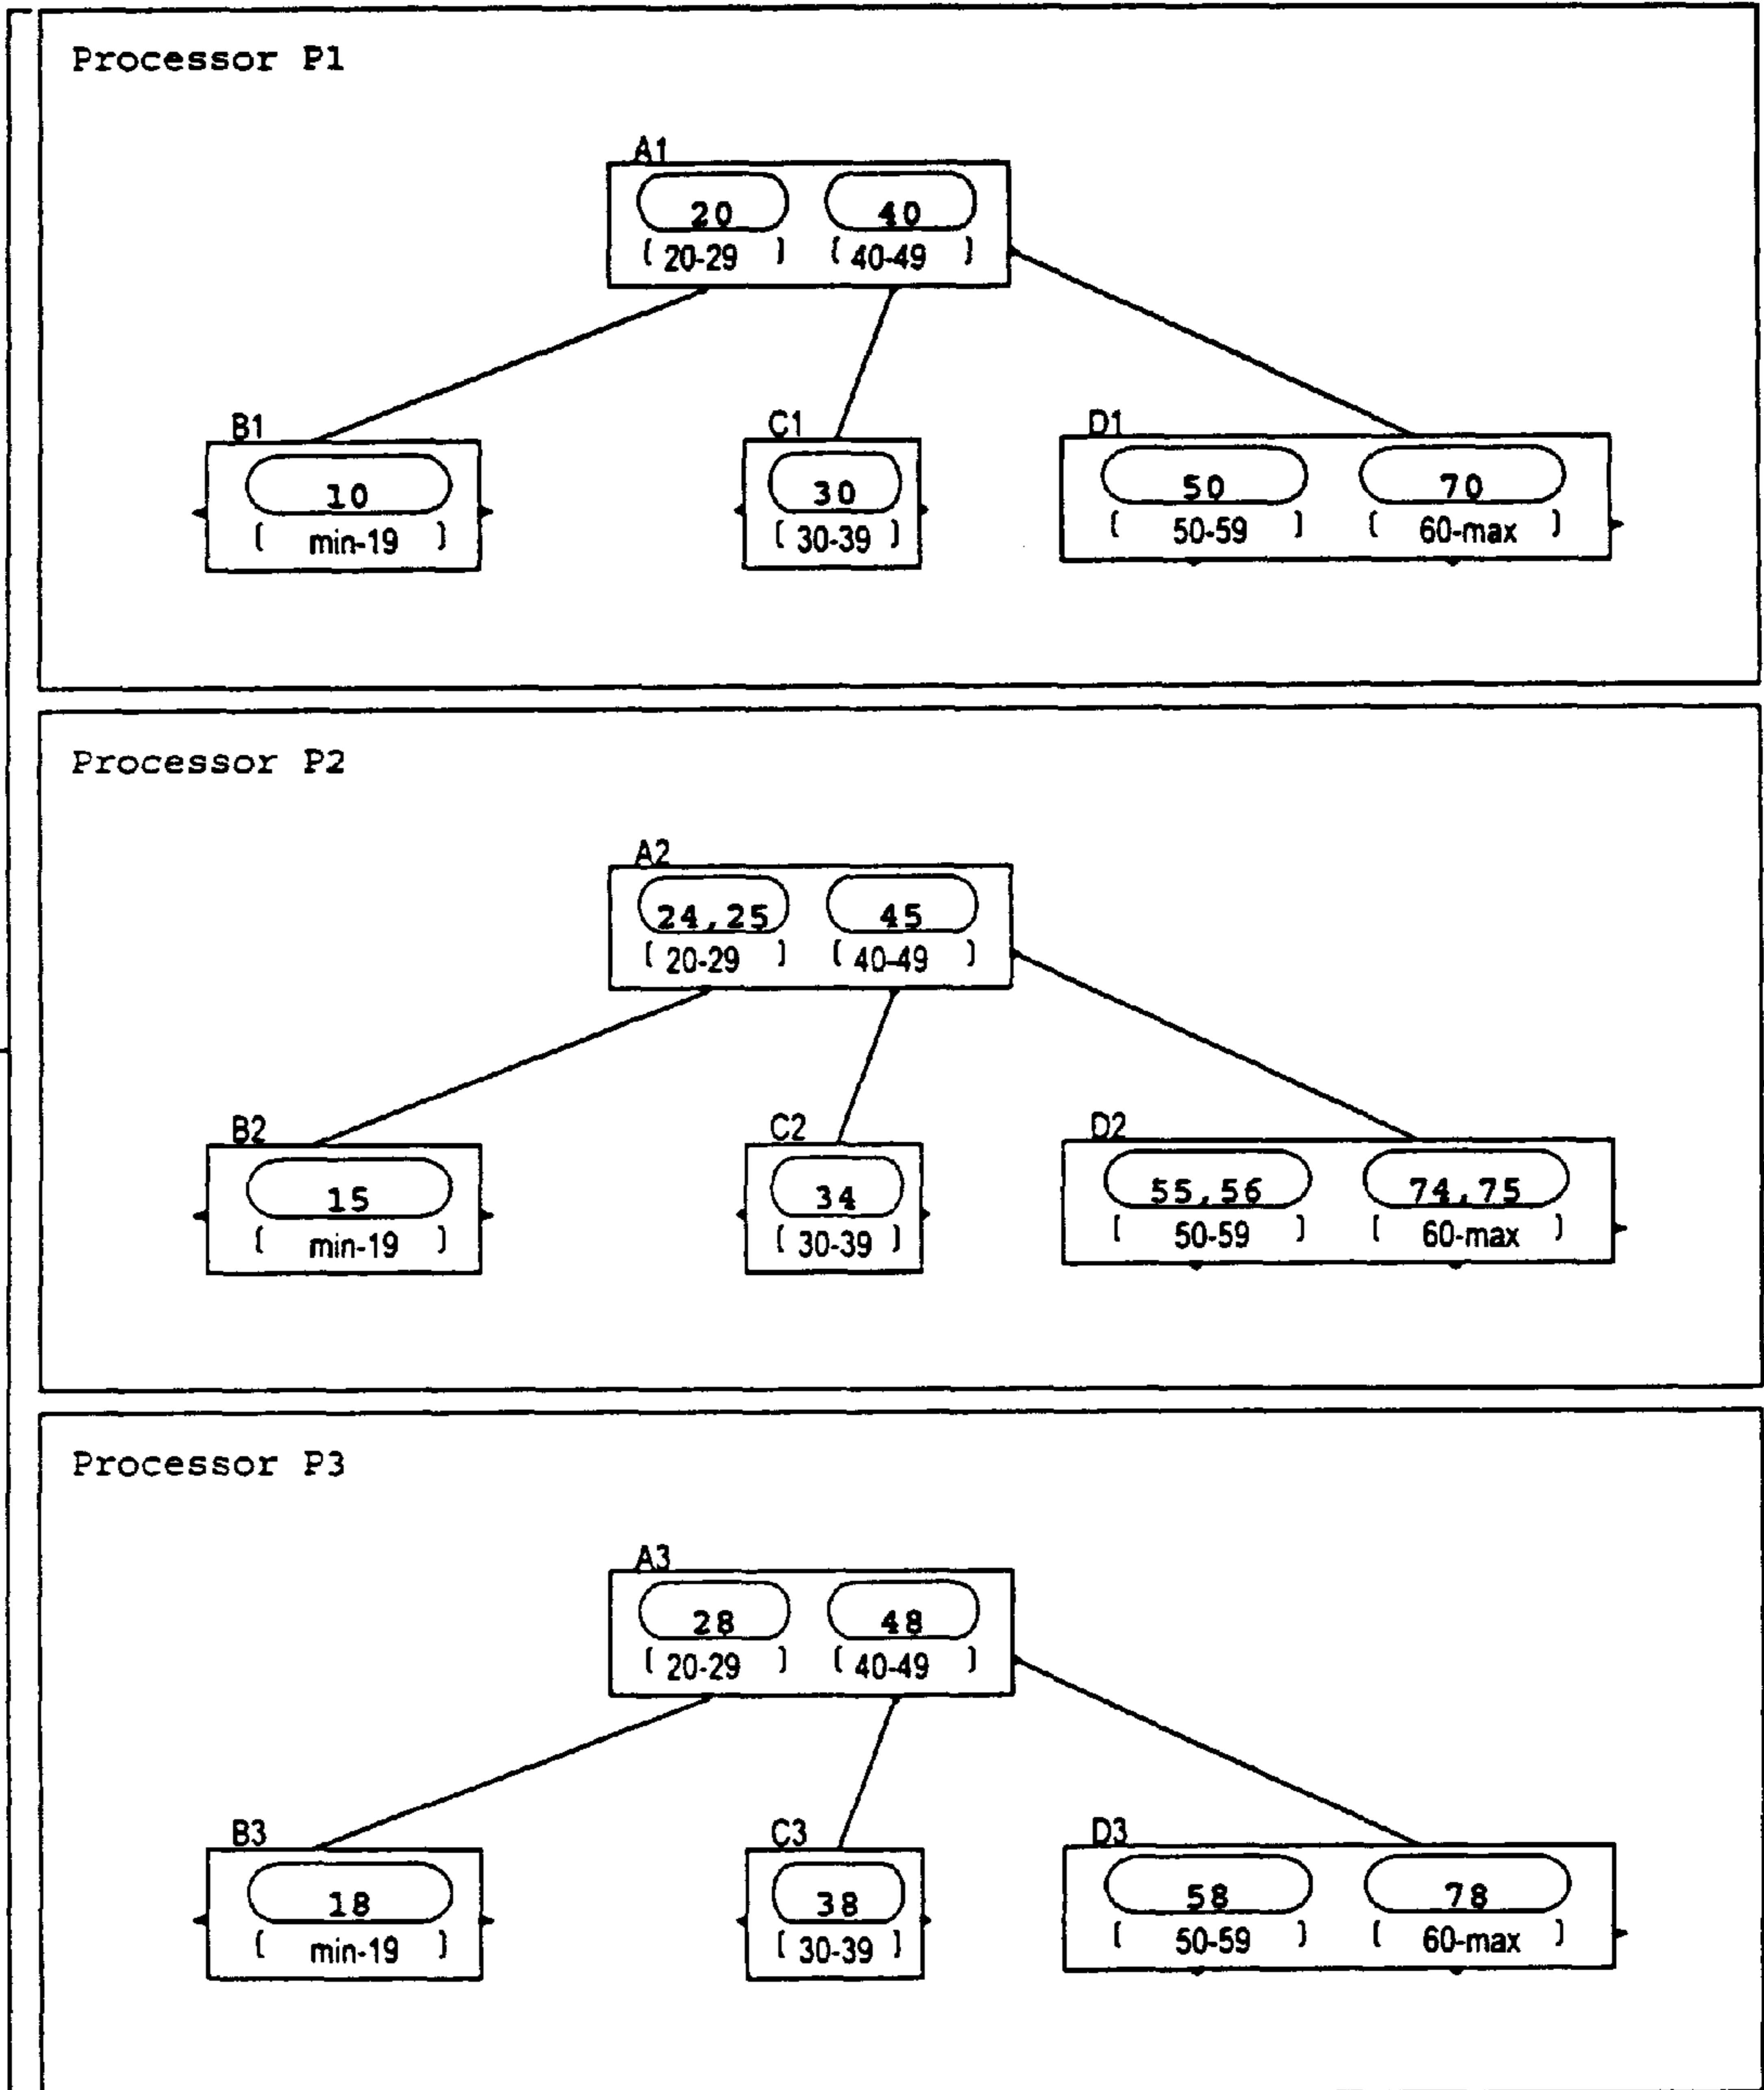 Processor P1
A1
20 40
[ 20-29 ] [ 40-49 ]
B1 C1 D1
10 30 50 70
[ min-19 ] [ 30-39 ] [ 50-59 ] [ 60-max ]
Processor P2
A2
24,25 45
[ 20-29 ] [ 40-49 ]
B2 C2 D2
15 34 55,56 74,75
[ min-19 ] [ 30-39 ] [ 50-59 ] [ 60-max ]
Processor P3
A3
28 48
[ 20-29 ] [ 40-49 ]
B3 C3 D3
18 38 58 78
[ min-19 ] [ 30-39 ] [ 50-59 ] [ 60-max ]